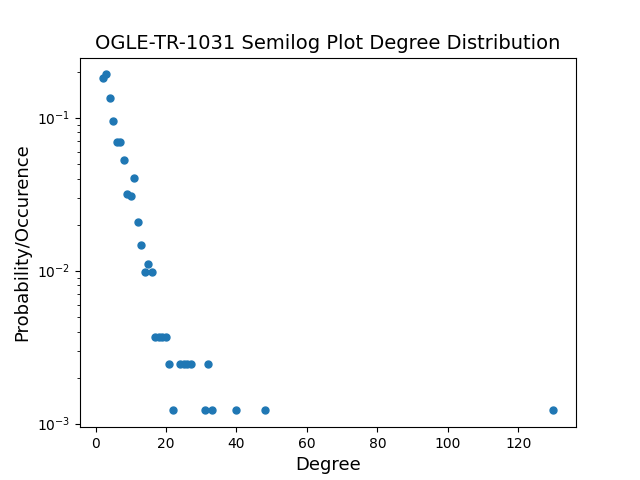 OGLE-TR-1031 Semilog Plot Degree Distribution
Probability/Occurence
10⁻¹
10⁻²
10⁻³
0 20 40 60 80 100 120
Degree